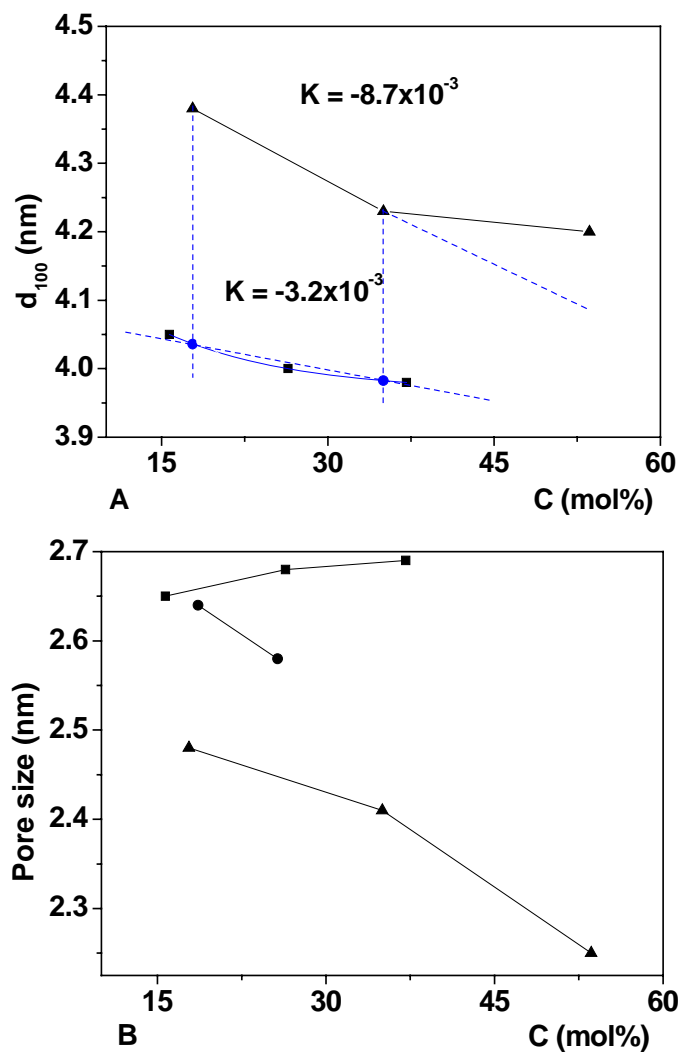 4.5
4.4
4.3
4.2
4.1
4.0
3.9
d100 (nm)
K = -8.7x10-3
K = -3.2x10-3
15
30
45
60
A
C (mol%)
2.7
2.6
2.5
2.4
2.3
Pore size (nm)
15
30
45
60
B
C (mol%)